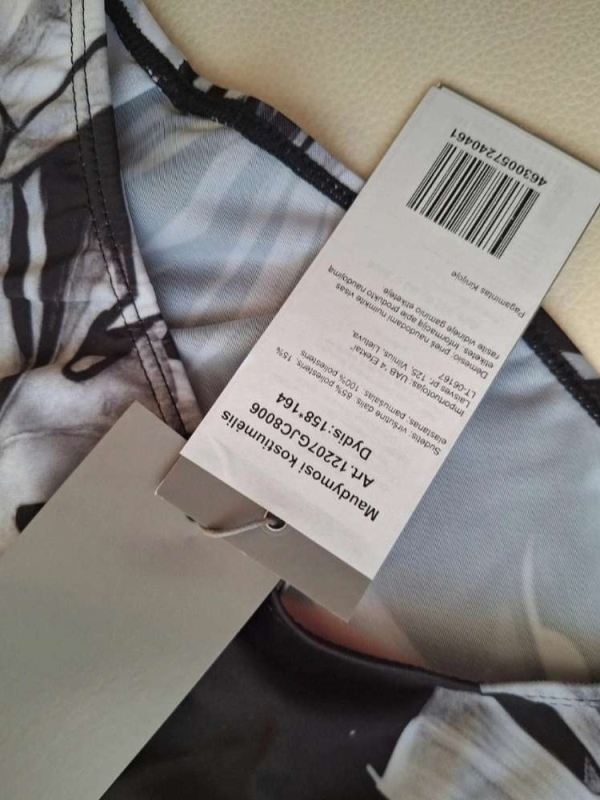 Maudymosi kostiumėlis
Art.12207GJC8006
Dydis:158*164
Sudėtis: viršutinė dalis. 85% poliesteris, 15%
elastanas, pamušalas: 100% poliesteris
Importuotojas: UAB "4 Efeta"
Laisvės pr. 125, Vilnius, Lietuva,
LT-06167
Dėmesio: prieš naudodami nuimkite visas
etiketes. Informaciją apie produkto naudojimą
rasite vidinėje gaminio etiketėje
Pagamintas Kinijoje
4630057240461